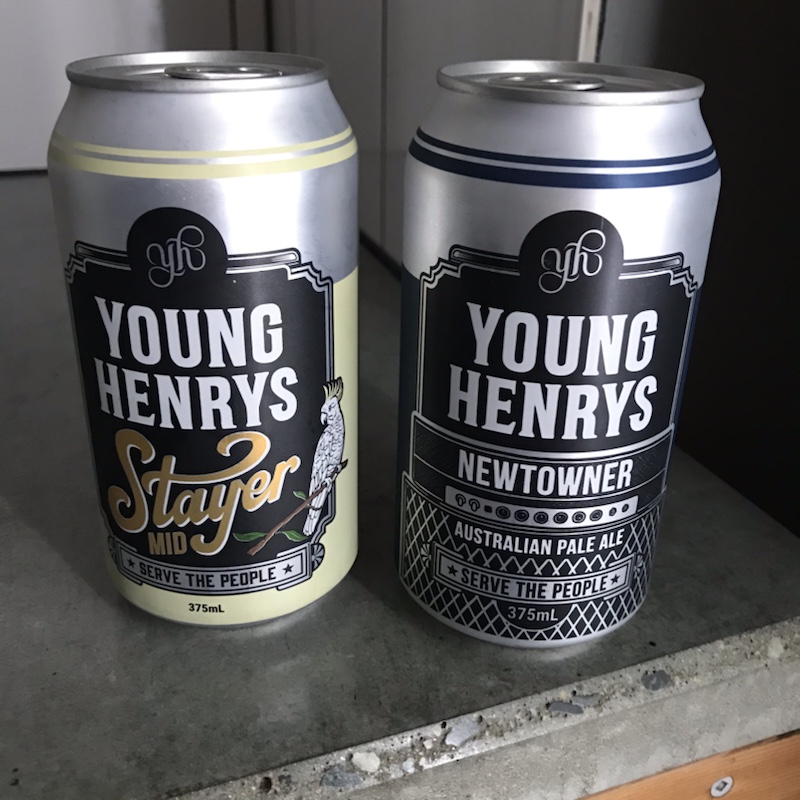 yh
YOUNG
HENRYS
Stayer
MID
SERVE THE PEOPLE
375mL
yh
YOUNG
HENRYS
NEWTOWNER
AUSTRALIAN PALE ALE
SERVE THE PEOPLE
375mL